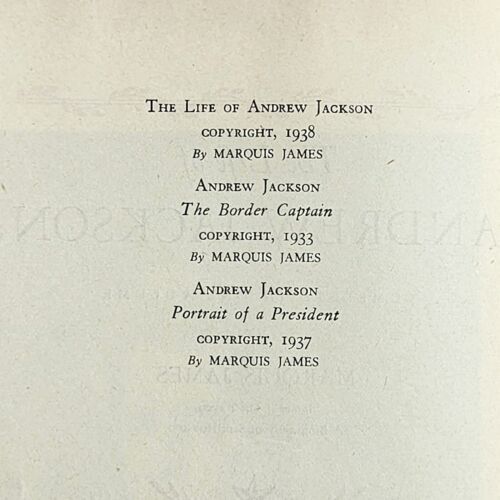 THE LIFE OF ANDREW JACKSON
COPYRIGHT, 1938
By MARQUIS JAMES
ANDREW JACKSON
The Border Captain
COPYRIGHT, 1933
By MARQUIS JAMES
ANDREW JACKSON
Portrait of a President
COPYRIGHT, 1937
By MARQUIS JAMES